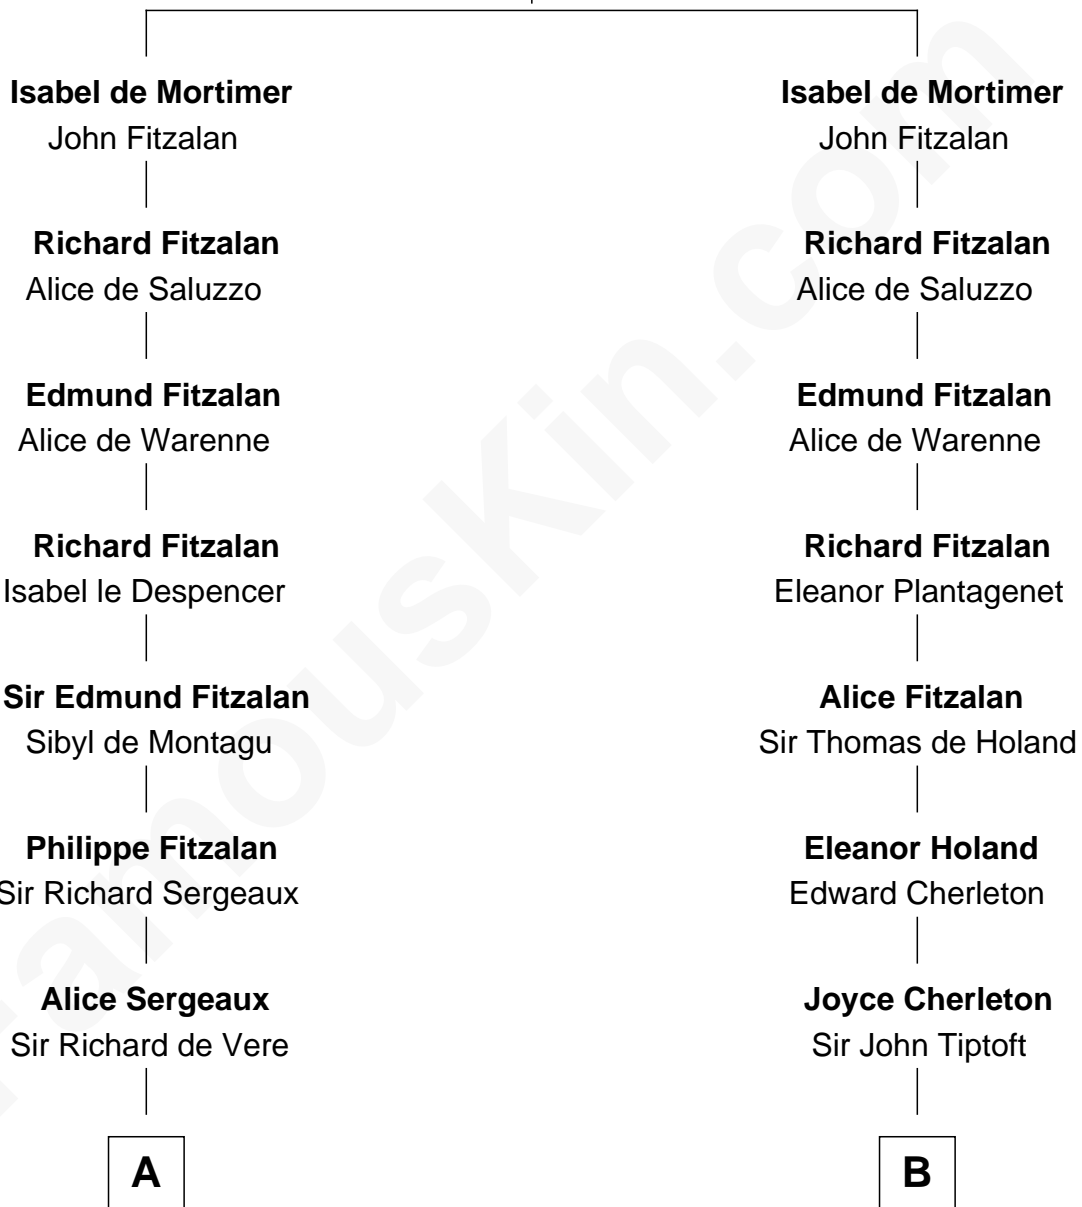 Isabel de Mortimer
John Fitzalan
Richard Fitzalan
Alice de Saluzzo
Edmund Fitzalan
Alice de Warenne
Richard Fitzalan
Isabel le Despencer
Sir Edmund Fitzalan
Sibyl de Montagu
Philippe Fitzalan
Sir Richard Sergeaux
Alice Sergeaux
Sir Richard de Vere
A
Isabel de Mortimer
John Fitzalan
Richard Fitzalan
Alice de Saluzzo
Edmund Fitzalan
Alice de Warenne
Richard Fitzalan
Eleanor Plantagenet
Alice Fitzalan
Sir Thomas de Holand
Eleanor Holand
Edward Cherleton
Joyce Cherleton
Sir John Tiptoft
B
FamousKin.com